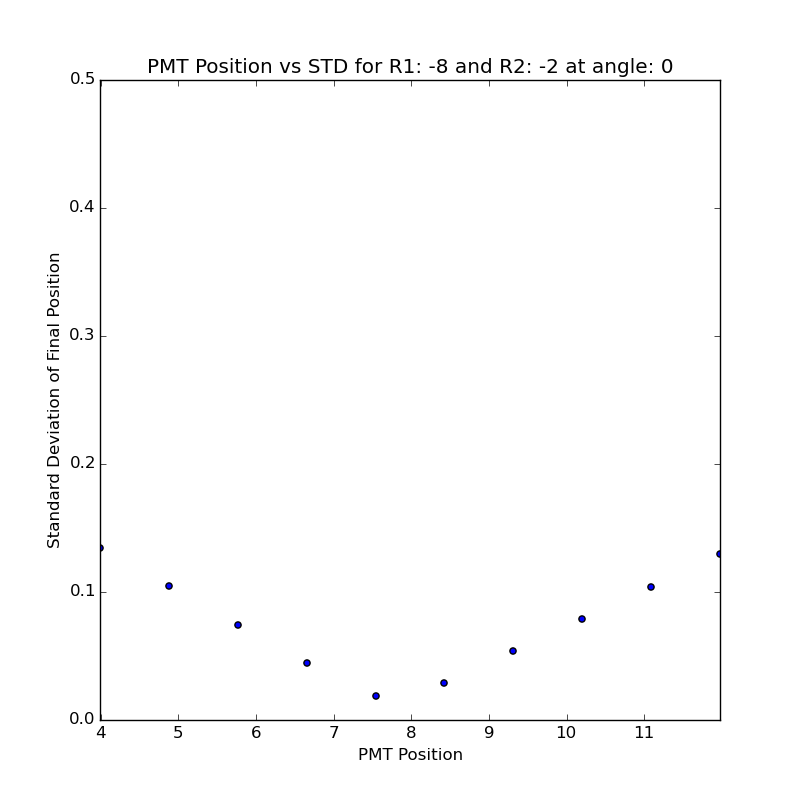 PMT Position vs STD for R1: -8 and R2: -2 at angle: 0
0.5
0.4
0.3
0.2
0.1
0.0
Standard Deviation of Final Position
4 5 6 7 8 9 10 11
PMT Position